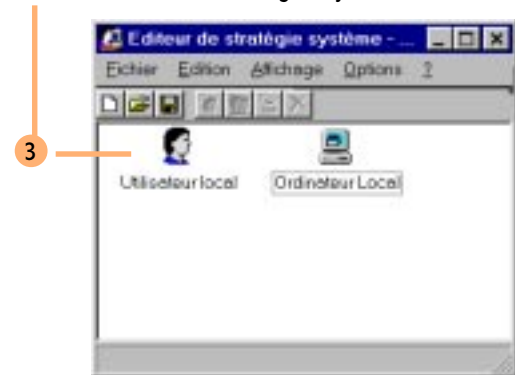 Editeur de stratégie système - ...
Fichier Edition Affichage Options ?
3
Utilisateur local Ordinateur Local